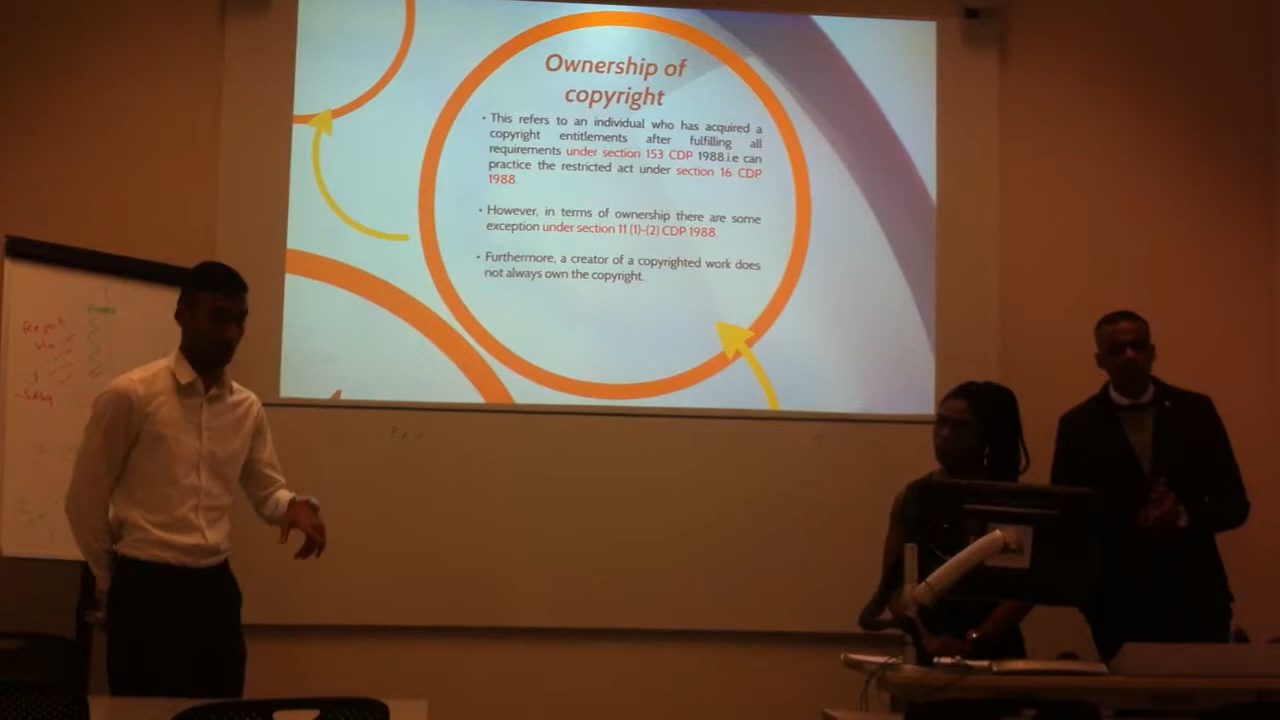 Ownership of
copyright
• This refers to an individual who has acquired a
copyright entitlements after fulfilling all
requirements under section 153 CDP 1988.i.e can
practice the restricted act under section 16 CDP
1988.
• However, in terms of ownership there are some
exception under section 11 (1)-(2) CDP 1988.
• Furthermore, a creator of a copyrighted work does
not always own the copyright.